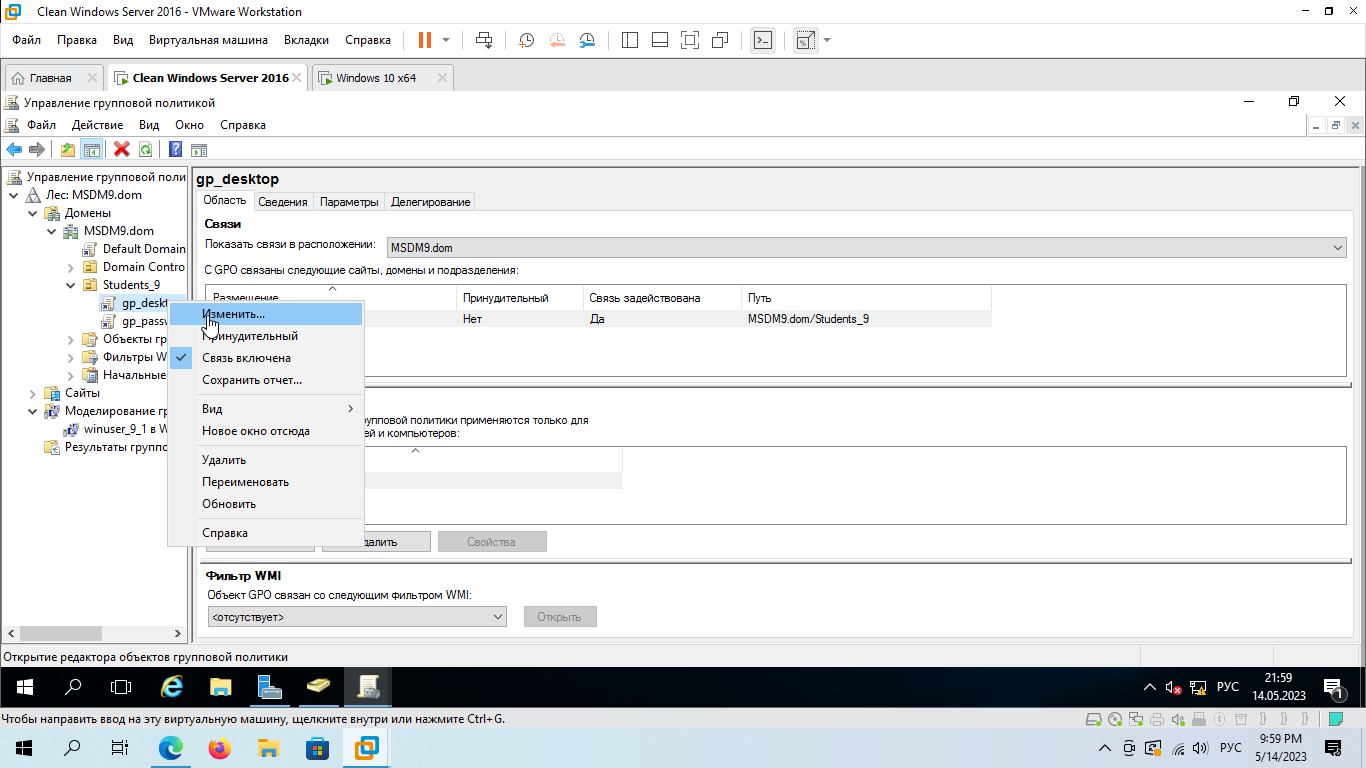 Clean Windows Server 2016 - VMware Workstation
Файл Правка Вид Виртуальная машина Вкладки Справка
Главная Clean Windows Server 2016 Windows 10 x64
Управление групповой политикой
Файл Действие Вид Окно Справка
Управление групповой поли
Лес: MSDM9.dom
Домены
MSDM9.dom
Default Domain
Domain Contro
Students_9
gp_deskt
gp_passv
Объекты гр
Фильтры W
Начальные
Сайты
Моделирование гр
winuser_9_1 в W
Результаты группо
gp_desktop
Область Сведения Параметры Делегирование
Связи
Показать связи в расположении: MSDM9.dom
С GPO связаны следующие сайты, домены и подразделения:
Размещение Принудительный Связь задействована Путь
Нет Да MSDM9.dom/Students_9
Изменить...
Принудительный
Связь включена
Сохранить отчет...
Вид
Новое окно отсюда
Удалить
Переименовать
Обновить
Справка
рупповой политики применяются только для
ей и компьютеров:
далить Свойства
Фильтр WMI
Объект GPO связан со следующим фильтром WMI:
<отсутствует> Открыть
Открытие редактора объектов групповой политики
РУС 21:59
14.05.2023
1
Чтобы направить ввод на эту виртуальную машину, щелкните внутри или нажмите Ctrl+G.
РУС 9:59 PM
5/14/2023